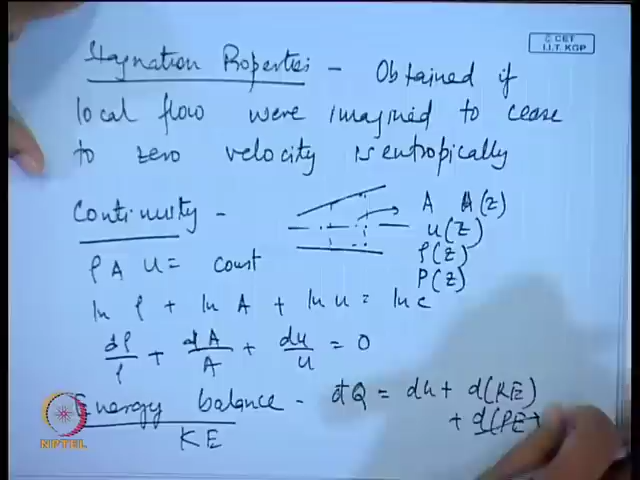 © CET
I.I.T. KGP
Stagnation Properties - Obtained if
local flow were imagined to cease
to zero velocity isentropically
Continuity -
A A(z)
u(z)
ρ(z)
P(z)
ρ A u = const
ln ρ + ln A + ln u = ln c
dρ/ρ + dA/A + du/u = 0
Energy balance - đQ = dh + d(KE)
+ d(PE)
KE
NPTEL